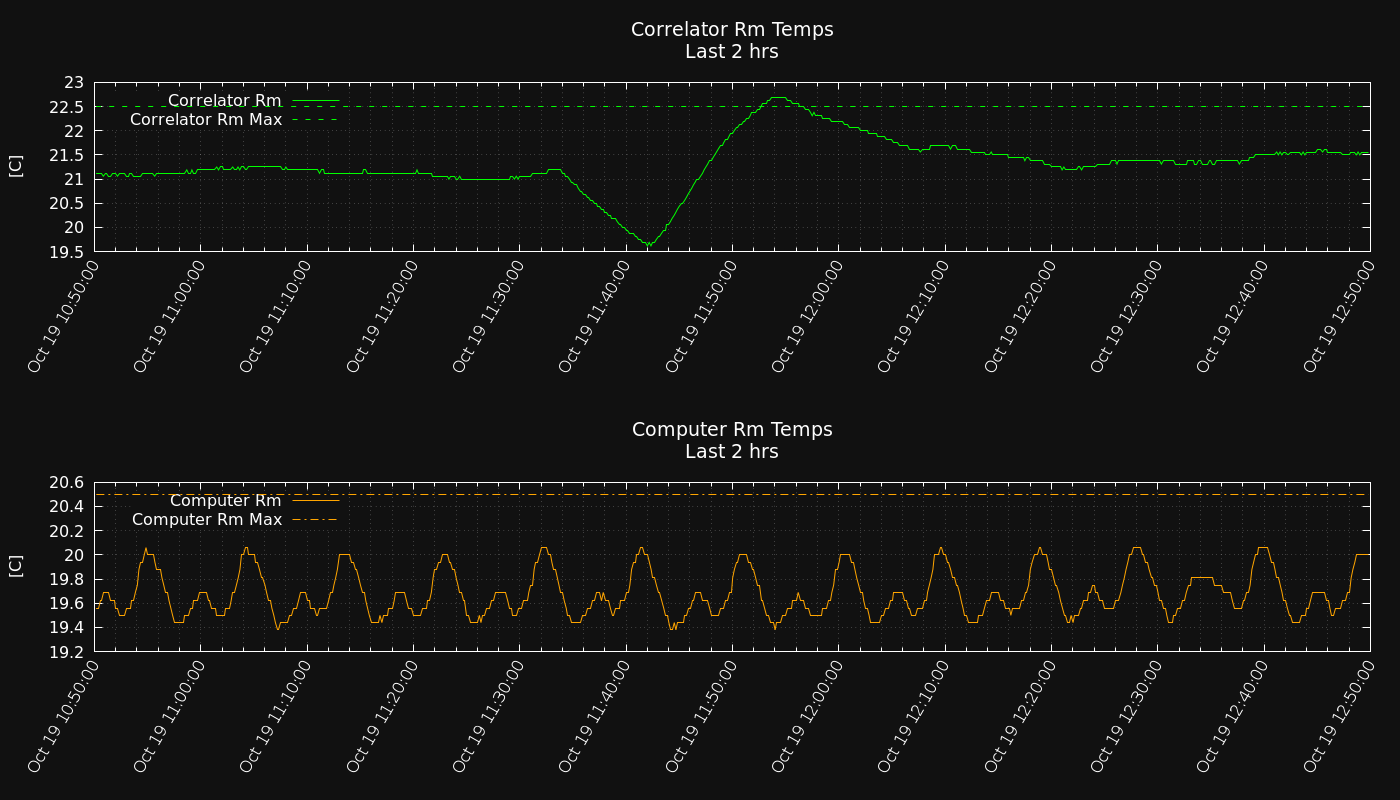 Correlator Rm Temps
Last 2 hrs
23
22.5
22
21.5
21
20.5
20
19.5
[C]
Correlator Rm
Correlator Rm Max
Oct 19 10:50:00
Oct 19 11:00:00
Oct 19 11:10:00
Oct 19 11:20:00
Oct 19 11:30:00
Oct 19 11:40:00
Oct 19 11:50:00
Oct 19 12:00:00
Oct 19 12:10:00
Oct 19 12:20:00
Oct 19 12:30:00
Oct 19 12:40:00
Oct 19 12:50:00
Computer Rm Temps
Last 2 hrs
20.6
20.4
20.2
20
19.8
19.6
19.4
19.2
[C]
Computer Rm
Computer Rm Max
Oct 19 10:50:00
Oct 19 11:00:00
Oct 19 11:10:00
Oct 19 11:20:00
Oct 19 11:30:00
Oct 19 11:40:00
Oct 19 11:50:00
Oct 19 12:00:00
Oct 19 12:10:00
Oct 19 12:20:00
Oct 19 12:30:00
Oct 19 12:40:00
Oct 19 12:50:00